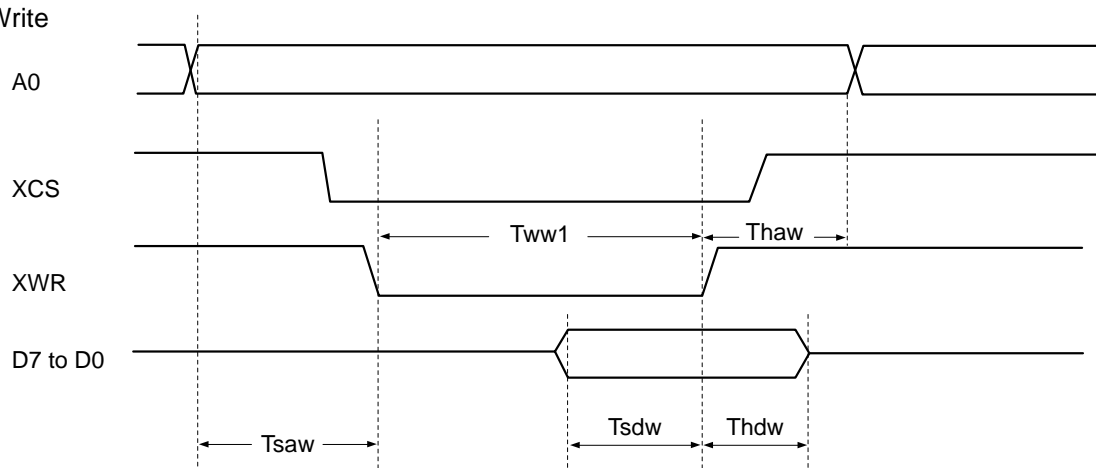 Write
A0
XCS
Tww1
Thaw
XWR
D7 to D0
Tsaw
Tsdw
Thdw